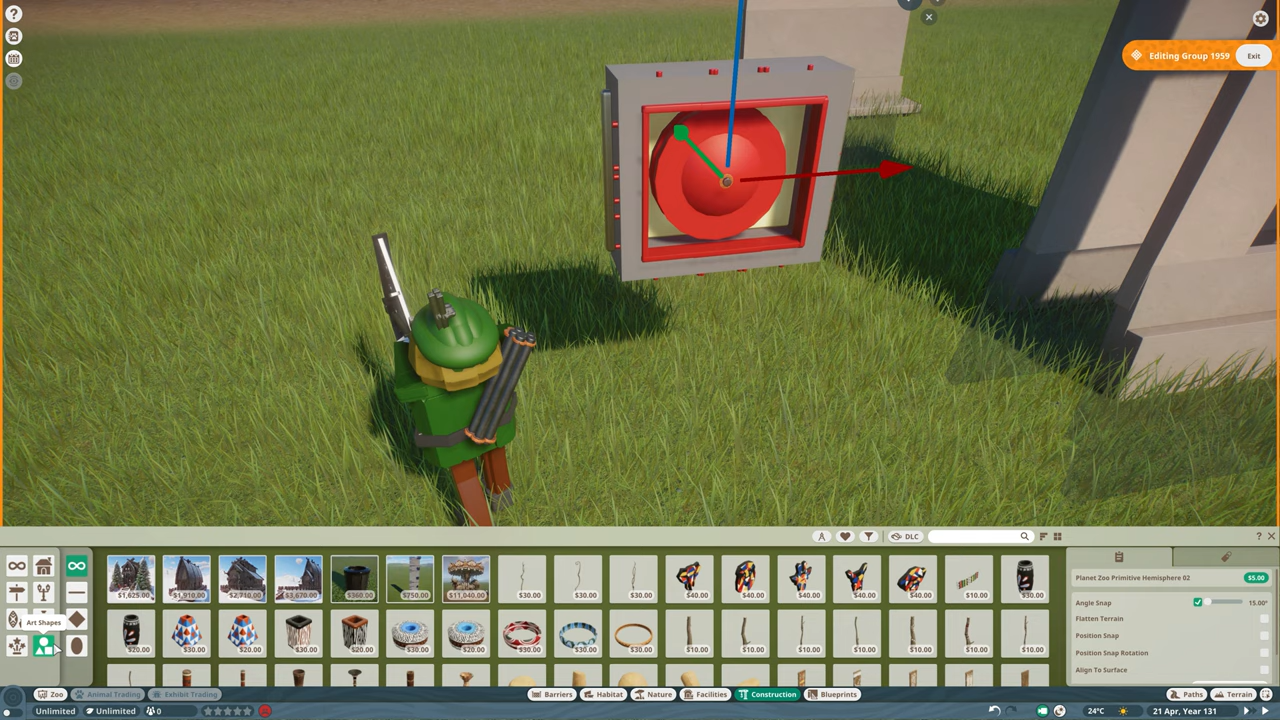 ?
Editing Group 1959
Exit
DLC
?
$1,625.00
$1,910.00
$2,710.00
$3,670.00
$360.00
$750.00
$11,040.00
$30.00
$30.00
$30.00
$40.00
$40.00
$40.00
$40.00
$40.00
$10.00
$30.00
$20.00
$30.00
$20.00
$30.00
$20.00
$30.00
$20.00
$30.00
$30.00
$30.00
$10.00
$10.00
$10.00
$10.00
$10.00
$10.00
$10.00
Art Shapes
Planet Zoo Primitive Hemisphere 02
$5.00
Angle Snap
15.00°
Flatten Terrain
Position Snap
Position Snap Rotation
Align To Surface
Zoo
Animal Trading
Exhibit Trading
Barriers
Habitat
Nature
Facilities
Construction
Blueprints
Paths
Terrain
Unlimited
Unlimited
0
24°C
21 Apr, Year 131